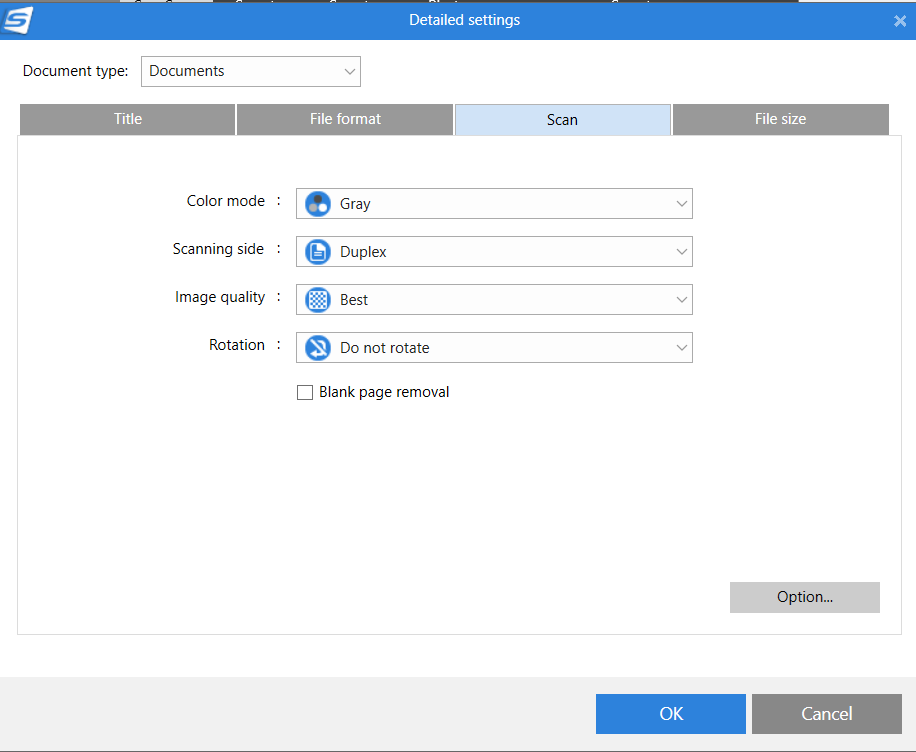 Detailed settings
Document type: Documents
Title File format Scan File size
Color mode : Gray
Scanning side : Duplex
Image quality : Best
Rotation : Do not rotate
Blank page removal
Option...
OK Cancel